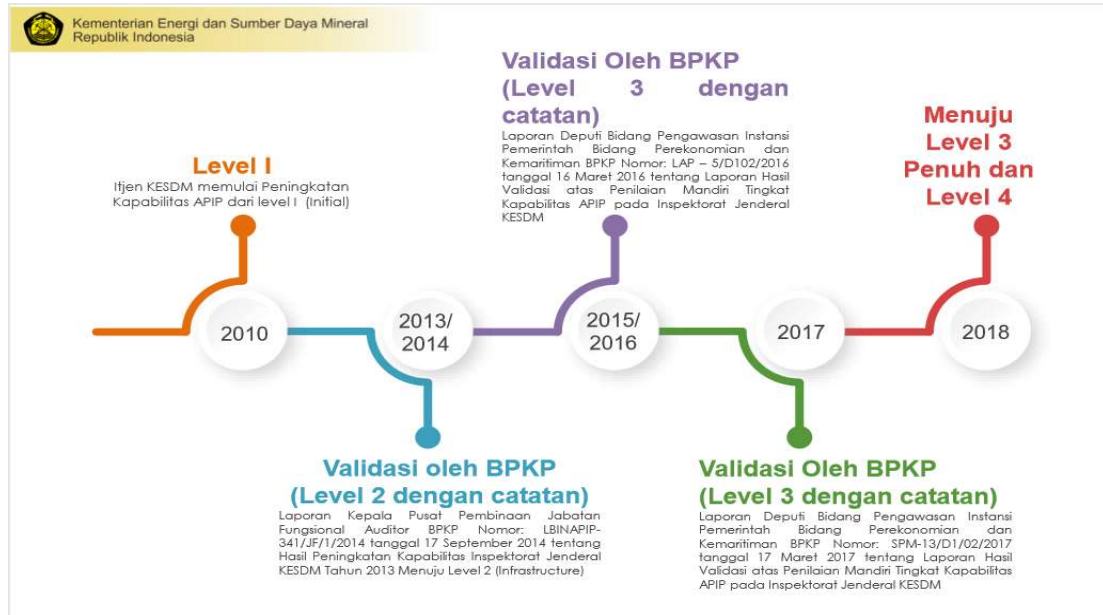 Kementerian Energi dan Sumber Daya Mineral
Republik Indonesia
Level I
Itjen KESDM memulai Peningkatan
Kapabilitas APIP dari level I (Initial)
2010
Validasi oleh BPKP
(Level 2 dengan catatan)
Laporan Kepala Pusat Pembinaan Jabatan
Fungsional Auditor BPKP Nomor: LBINAPIP-
341/JF/1/2014 tanggal 17 September 2014 tentang
Hasil Peningkatan Kapabilitas Inspektorat Jenderal
KESDM Tahun 2013 Menuju Level 2 (Infrastructure)
2013/
2014
Validasi Oleh BPKP
(Level 3 dengan
catatan)
Laporan Deputi Bidang Pengawasan Instansi
Pemerintah Bidang Perekonomian dan
Kemaritiman BPKP Nomor: LAP – 5/D102/2016
tanggal 16 Maret 2016 tentang Laporan Hasil
Validasi atas Penilaian Mandiri Tingkat
Kapabilitas APIP pada Inspektorat Jenderal
KESDM
2015/
2016
Validasi Oleh BPKP
(Level 3 dengan catatan)
Laporan Deputi Bidang Pengawasan Instansi
Pemerintah Bidang Perekonomian dan
Kemaritiman BPKP Nomor: SPM-13/D1/02/2017
tanggal 17 Maret 2017 tentang Laporan Hasil
Validasi atas Penilaian Mandiri Tingkat Kapabilitas
APIP pada Inspektorat Jenderal KESDM
2017
Menuju
Level 3
Penuh dan
Level 4
2018